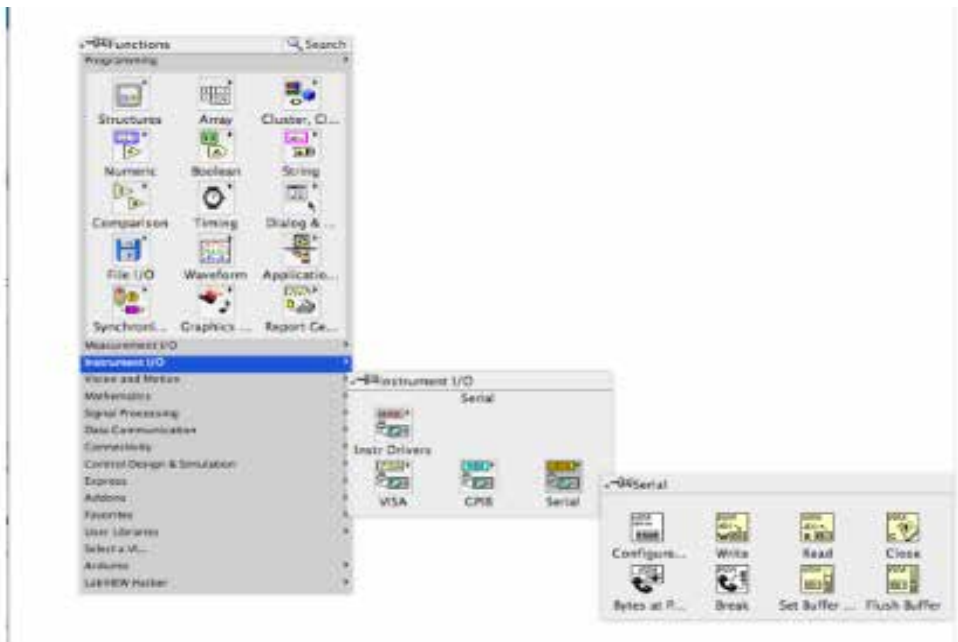 Functions Search
Programming
Structures Array Cluster, Cl...
Numeric Boolean String
Comparison Timing Dialog & ...
File I/O Waveform Applicatio...
Synchroni... Graphics ... Report Ge...
Measurement I/O
Instrument I/O
Vision and Motion
Mathematics
Signal Processing
Data Communication
Connectivity
Control Design & Simulation
Express
Addons
Favorites
User Libraries
Select a VI...
Arduino
LabVIEW Hacker
Instrument I/O
Serial
Instr Drivers
VISA GPIB Serial
Serial
Configure... Write Read Close
Bytes at P... Break Set Buffer ... Flush Buffer